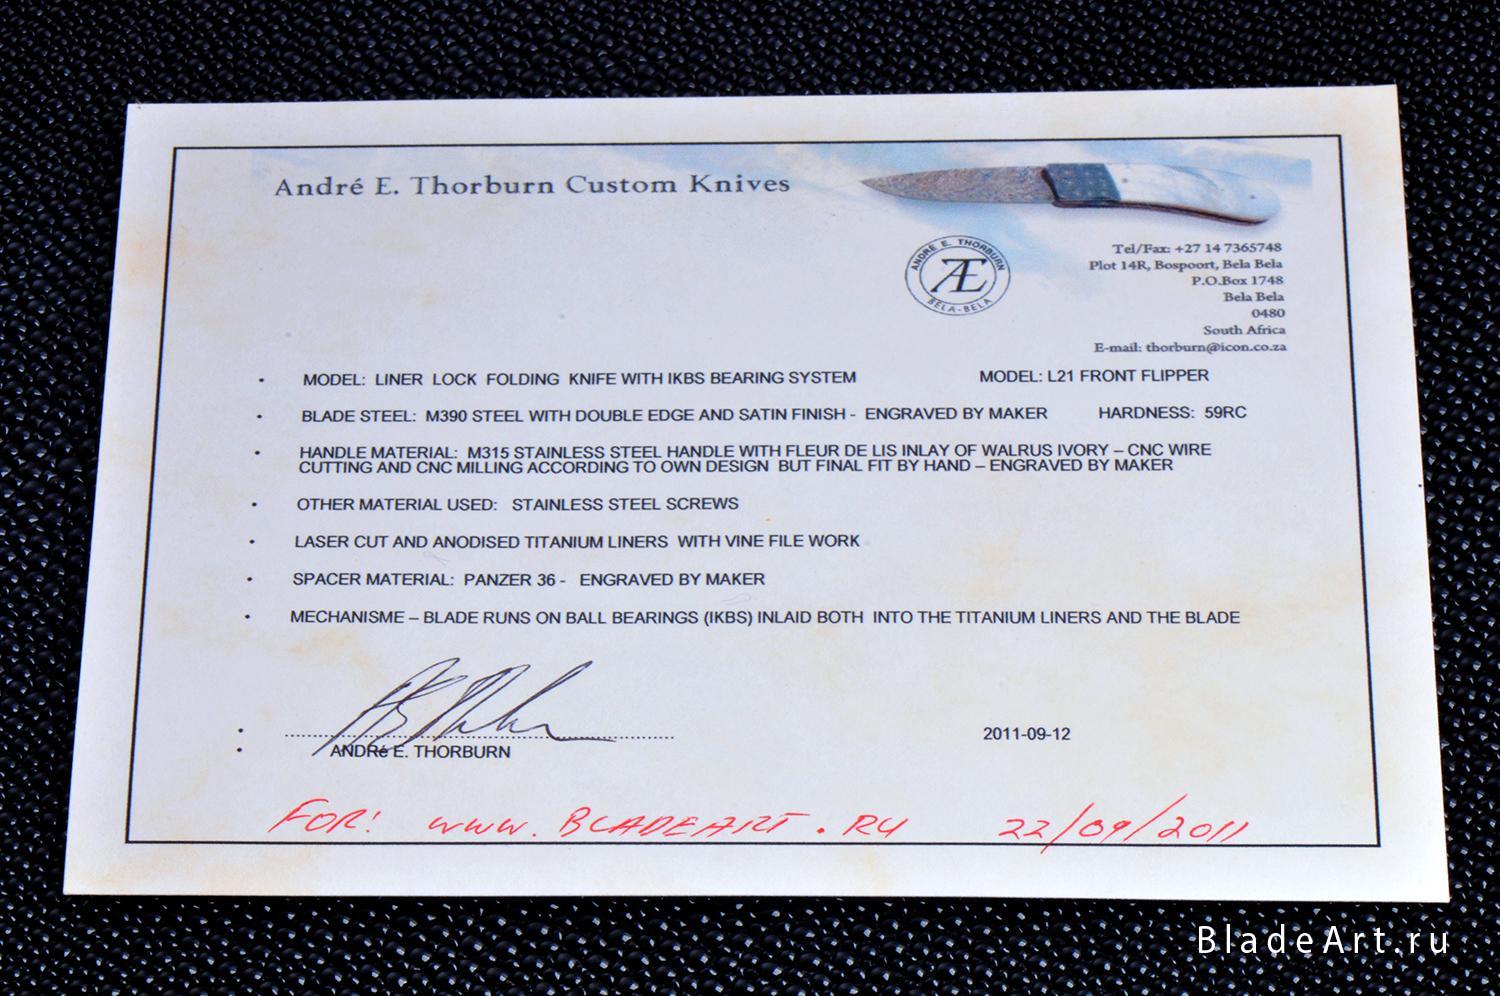 André E. Thorburn Custom Knives
ANDRÉ E. THORBURN
Æ
BELA-BELA
Tel/Fax: +27 14 7365748
Plot 14R, Bospoort, Bela Bela
P.O.Box 1748
Bela Bela
0480
South Africa
E-mail: thorburn@icon.co.za
• MODEL: LINER LOCK FOLDING KNIFE WITH IKBS BEARING SYSTEM MODEL: L21 FRONT FLIPPER
• BLADE STEEL: M390 STEEL WITH DOUBLE EDGE AND SATIN FINISH - ENGRAVED BY MAKER HARDNESS: 59RC
• HANDLE MATERIAL: M315 STAINLESS STEEL HANDLE WITH FLEUR DE LIS INLAY OF WALRUS IVORY – CNC WIRE
CUTTING AND CNC MILLING ACCORDING TO OWN DESIGN BUT FINAL FIT BY HAND – ENGRAVED BY MAKER
• OTHER MATERIAL USED: STAINLESS STEEL SCREWS
• LASER CUT AND ANODISED TITANIUM LINERS WITH VINE FILE WORK
• SPACER MATERIAL: PANZER 36 - ENGRAVED BY MAKER
• MECHANISME – BLADE RUNS ON BALL BEARINGS (IKBS) INLAID BOTH INTO THE TITANIUM LINERS AND THE BLADE
• 2011-09-12
• ANDRé E. THORBURN
FOR! WWW.BLADEART.RU 22/09/2011
BladeArt.ru